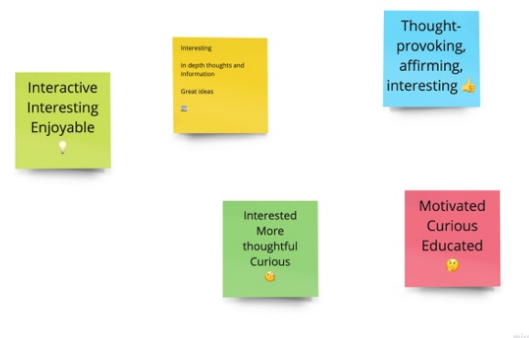 Interactive
Interesting
Enjoyable
💡
Interesting
In depth thoughts and
information
Great ideas
Thought-
provoking,
affirming,
interesting 👍
Interested
More
thoughtful
Curious
Motivated
Curious
Educated
🤔
miro